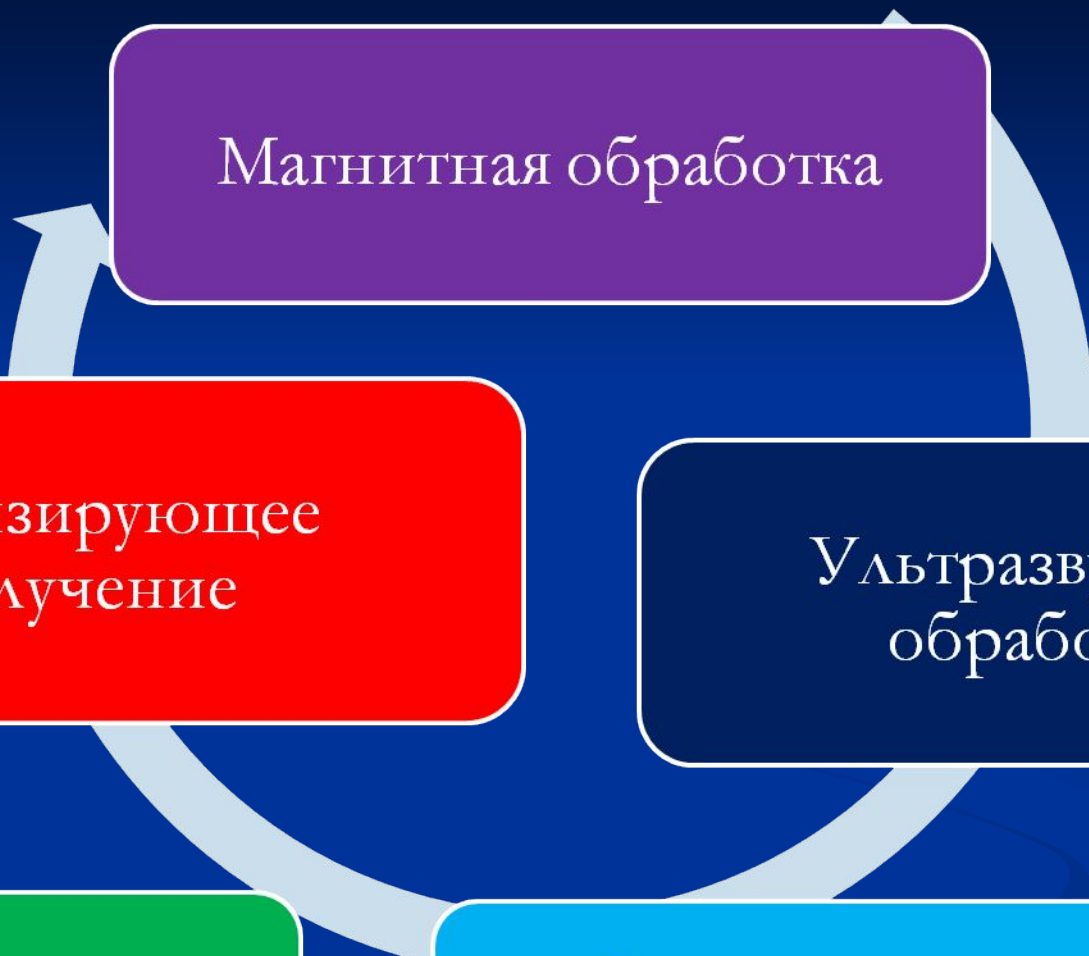 Магнитная обработка
зирующее
лучение
Ультразв
обрабо